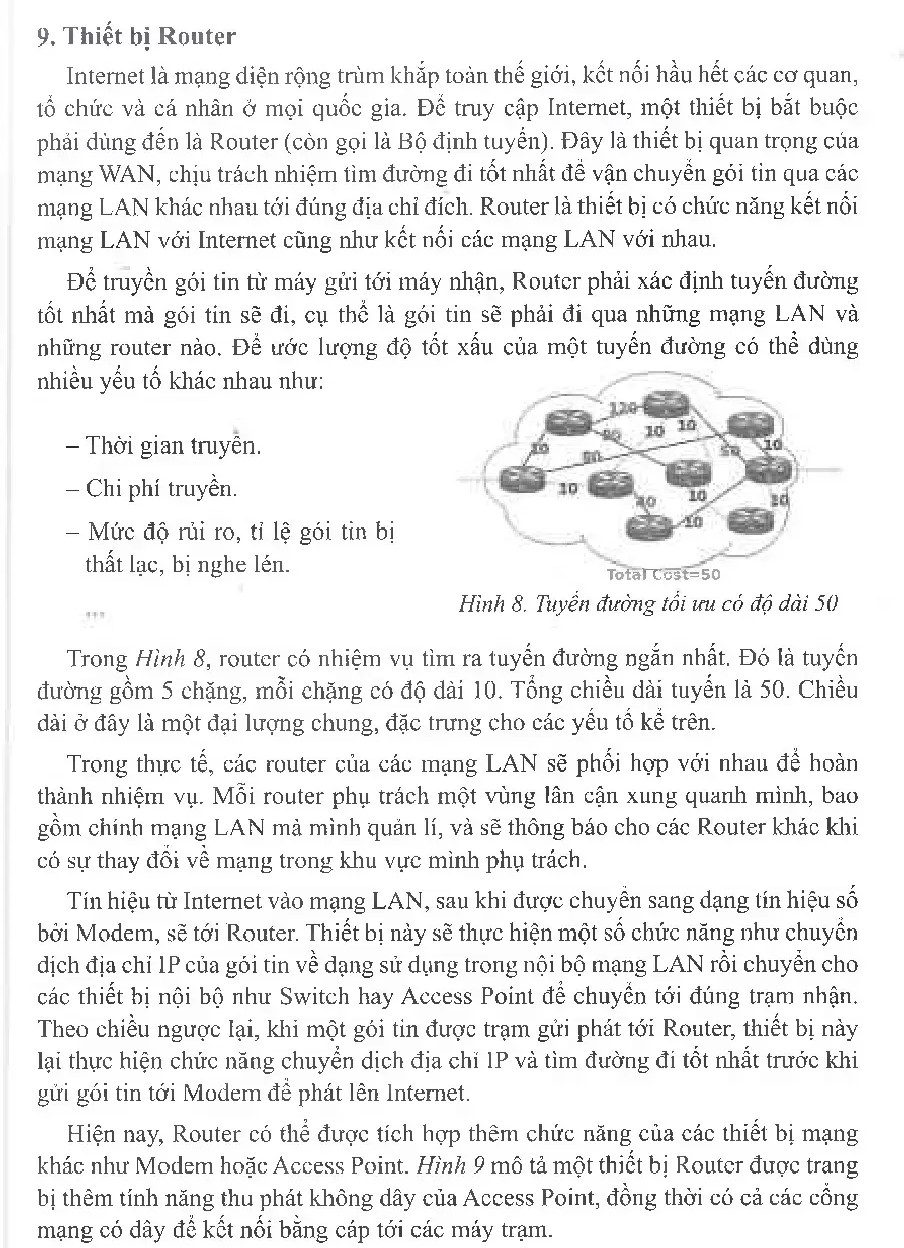 9. Thiết bị Router
Internet là mạng diện rộng trùm khắp toàn thế giới, kết nối hầu hết các cơ quan,
tổ chức và cá nhân ở mọi quốc gia. Để truy cập Internet, một thiết bị bắt buộc
phải dùng đến là Router (còn gọi là Bộ định tuyến). Đây là thiết bị quan trọng của
mạng WAN, chịu trách nhiệm tìm đường đi tốt nhất để vận chuyển gói tin qua các
mạng LAN khác nhau tới đúng địa chỉ đích. Router là thiết bị có chức năng kết nối
mạng LAN với Internet cũng như kết nối các mạng LAN với nhau.
Để truyền gói tin từ máy gửi tới máy nhận, Router phải xác định tuyến đường
tốt nhất mà gói tin sẽ đi, cụ thể là gói tin sẽ phải đi qua những mạng LAN và
những router nào. Để ước lượng độ tốt xấu của một tuyến đường có thể dùng
nhiều yếu tố khác nhau như:
– Thời gian truyền.
– Chi phí truyền.
– Mức độ rủi ro, tỉ lệ gói tin bị
thất lạc, bị nghe lén.
...
120
10
10
90
10
80
50
10
10
10
10
40
10
10
Total Cost=50
Hình 8. Tuyến đường tối ưu có độ dài 50
Trong Hình 8, router có nhiệm vụ tìm ra tuyến đường ngắn nhất. Đó là tuyến
đường gồm 5 chặng, mỗi chặng có độ dài 10. Tổng chiều dài tuyến là 50. Chiều
dài ở đây là một đại lượng chung, đặc trưng cho các yếu tố kể trên.
Trong thực tế, các router của các mạng LAN sẽ phối hợp với nhau để hoàn
thành nhiệm vụ. Mỗi router phụ trách một vùng lân cận xung quanh mình, bao
gồm chính mạng LAN mà mình quản lí, và sẽ thông báo cho các Router khác khi
có sự thay đổi về mạng trong khu vực mình phụ trách.
Tín hiệu từ Internet vào mạng LAN, sau khi được chuyển sang dạng tín hiệu số
bởi Modem, sẽ tới Router. Thiết bị này sẽ thực hiện một số chức năng như chuyển
dịch địa chỉ IP của gói tin về dạng sử dụng trong nội bộ mạng LAN rồi chuyển cho
các thiết bị nội bộ như Switch hay Access Point để chuyển tới đúng trạm nhận.
Theo chiều ngược lại, khi một gói tin được trạm gửi phát tới Router, thiết bị này
lại thực hiện chức năng chuyển dịch địa chỉ IP và tìm đường đi tốt nhất trước khi
gửi gói tin tới Modem để phát lên Internet.
Hiện nay, Router có thể được tích hợp thêm chức năng của các thiết bị mạng
khác như Modem hoặc Access Point. Hình 9 mô tả một thiết bị Router được trang
bị thêm tính năng thu phát không dây của Access Point, đồng thời có cả các cổng
mạng có dây để kết nối bằng cáp tới các máy trạm.